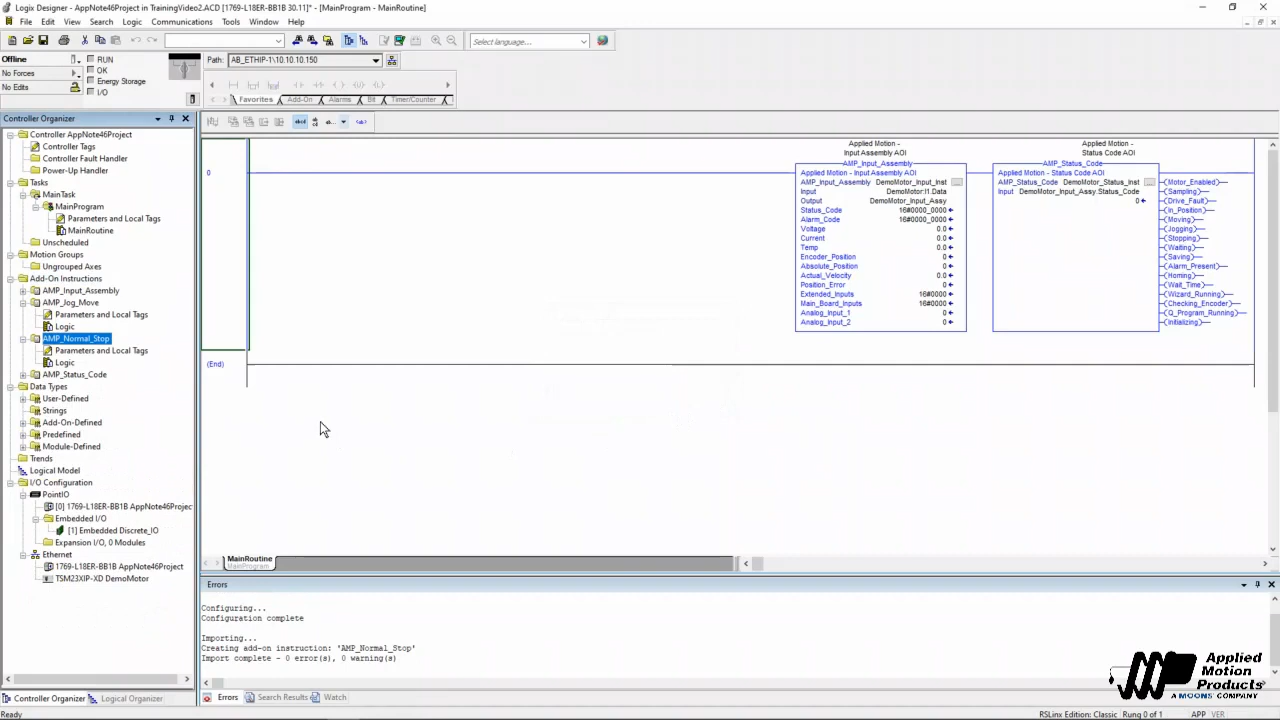 Logix Designer - AppNote46Project in TrainingVideo2.ACD [1769-L18ER-BB1B 30.11]* - [MainProgram - MainRoutine]
File Edit View Search Logic Communications Tools Window Help
Select language...
Offline RUN
No Forces OK
No Edits Energy Storage
I/O
Path: AB_ETHIP-1\10.10.10.150
Favorites Add-On Alarms Bit Timer/Counter
Controller Organizer
Controller AppNote46Project
Controller Tags
Controller Fault Handler
Power-Up Handler
Tasks
MainTask
MainProgram
Parameters and Local Tags
MainRoutine
Unscheduled
Motion Groups
Ungrouped Axes
Add-On Instructions
AMP_Input_Assembly
AMP_Jog_Move
Parameters and Local Tags
Logic
AMP_Normal_Stop
Parameters and Local Tags
Logic
AMP_Status_Code
Data Types
User-Defined
Strings
Add-On-Defined
Predefined
Module-Defined
Trends
Logical Model
I/O Configuration
PointIO
[0] 1769-L18ER-BB1B AppNote46Projec
Embedded I/O
[1] Embedded Discrete_IO
Expansion I/O, 0 Modules
Ethernet
1769-L18ER-BB1B AppNote46Project
TSM23XIP-XD DemoMotor
Controller Organizer Logical Organizer
0
Applied Motion -
Input Assembly AOI
AMP_Input_Assembly
Applied Motion - Input Assembly AOI
AMP_Input_Assembly DemoMotor_Input_Inst ...
Input DemoMotor:I1.Data
Output DemoMotor_Input_Assy
Status_Code 16#0000_0000
Alarm_Code 16#0000_0000
Voltage 0.0
Current 0.0
Temp 0.0
Encoder_Position 0
Absolute_Position 0
Actual_Velocity 0.0
Position_Error 0
Extended_Inputs 16#0000
Main_Board_Inputs 16#0000
Analog_Input_1 0
Analog_Input_2 0
Applied Motion -
Status Code AOI
AMP_Status_Code
Applied Motion - Status Code AOI
AMP_Status_Code DemoMotor_Status_Inst ...
Input DemoMotor_Input_Assy.Status_Code
0
Motor_Enabled
Sampling
Drive_Fault
In_Position
Moving
Jogging
Stopping
Waiting
Saving
Alarm_Present
Homing
Wait_Time
Wizard_Running
Checking_Encoder
Q_Program_Running
Initializing
(End)
MainRoutine
MainProgram
Errors
Configuring...
Configuration complete
Importing...
Creating add-on instruction: 'AMP_Normal_Stop'
Import complete - 0 error(s), 0 warning(s)
Errors Search Results Watch
Applied
Motion
Products
A MOONS' COMPANY
Ready
RSLinx Edition: Classic Rung 0 of 1 APP VER